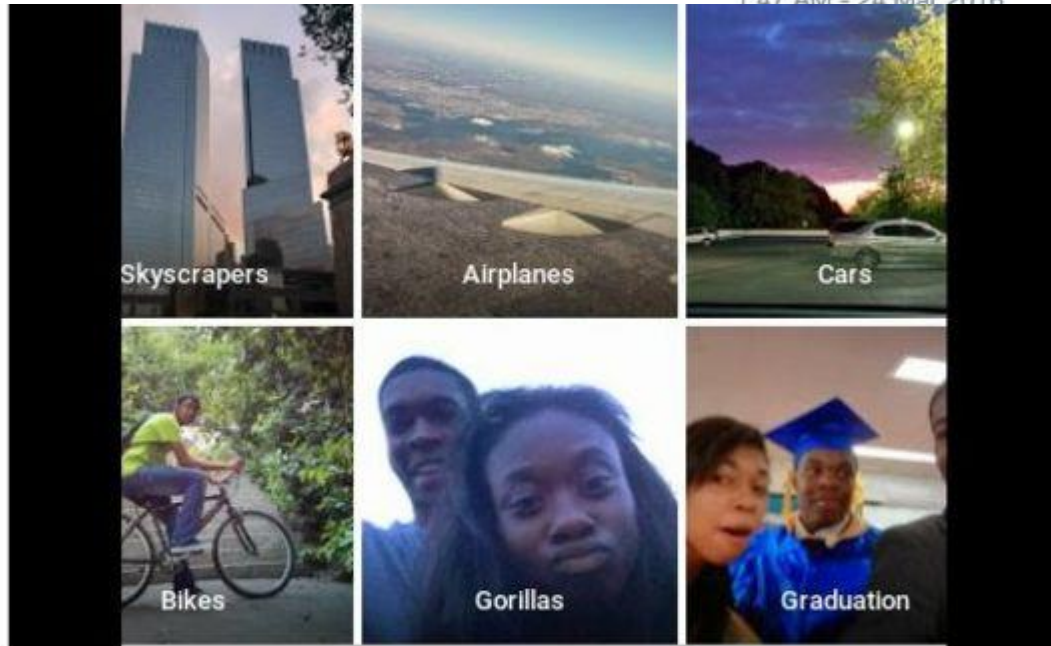 Skyscrapers
Airplanes
Cars
Bikes
Gorillas
Graduation